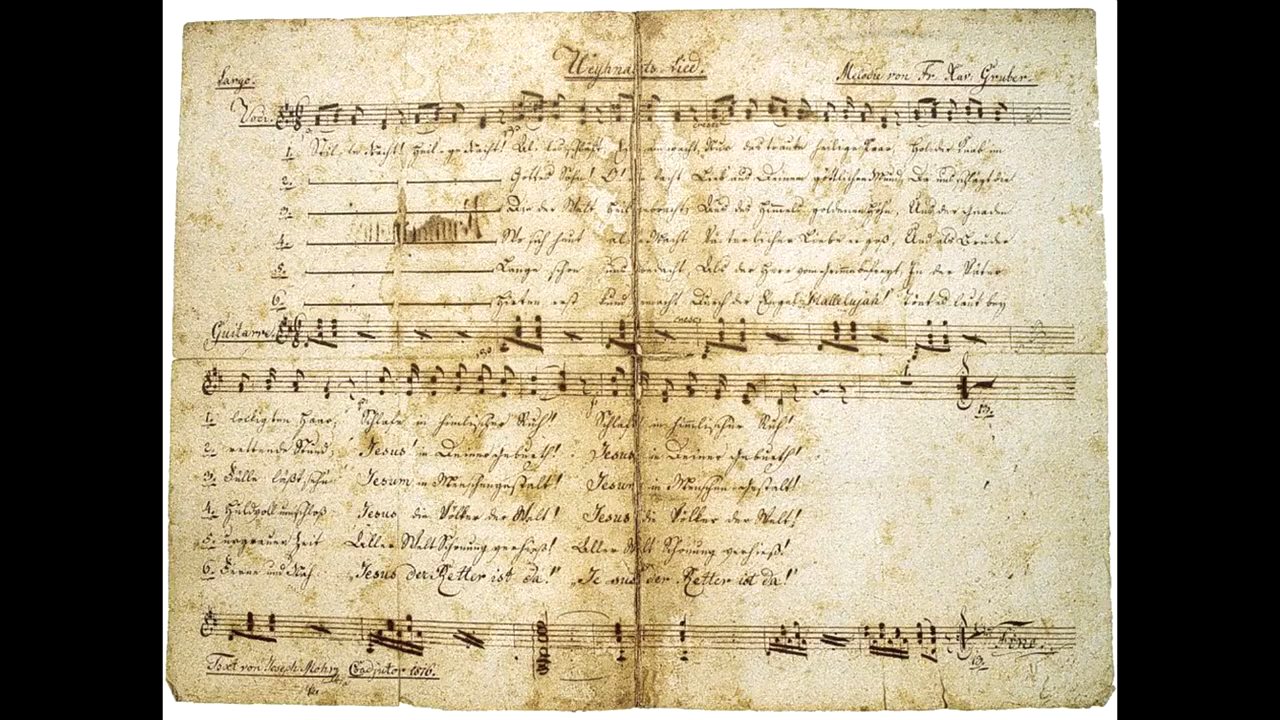 Weyhnachts-Lied.
Largo. Melodie von Fr. Xav. Gruber.
Voci.
1. Stille Nacht! Heilige Nacht! Alles schläft. Einsam wacht, Nur das traute heilige Paar, Holder Knab im
2. Gottes Sohn! O! wie lacht Lieb aus Deinem göttlichen Mund, Da uns schlägt die
3. Die der Welt Heil gebracht, Aus des Himmels goldenen Höhn, Uns der Gnaden
4. Wo sich heut alle Macht Väterlicher Liebe ergoß, Und als Bruder
5. Lange schon uns bedacht, Als der Herr vom Grimme befreyt, In der Väter
6. Hirten erst kund gemacht Durch der Engel Hallelujah! Tönt es laut bey
cresc:
Guitarre.
1. lockigten Haar, Schlafe in himlischer Ruh! Schlafe in himlischer Ruh!
2. rettende Stund, Jesus in Deiner Geburth! Jesus in Deiner Geburth!
3. Fülle läßt sehn Jesum in Menschengestalt! Jesum in Menschengestalt!
4. Huldvoll umschloß Jesus die Völker der Welt! Jesus die Völker der Welt!
5. urgrauer Zeit Aller Welt Schonung verhieß! Aller Welt Schonung verhieß!
6. Ferne und Nah „Jesus der Retter ist da!“ „Jesus der Retter ist da!“
Fine.
Text von Joseph Mohr Coadjutor 1816.